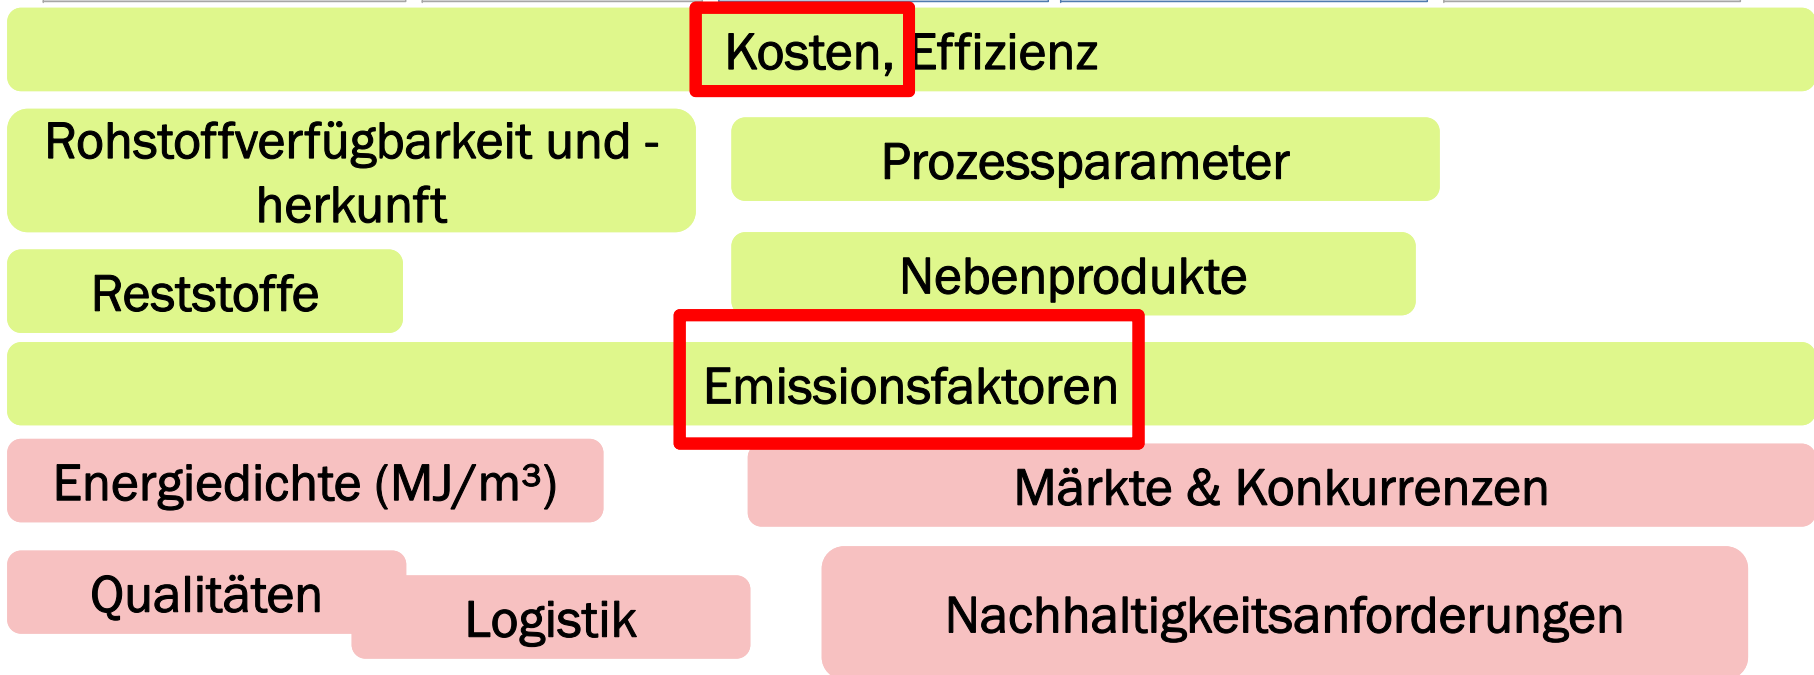 Kosten, Effizienz
Rohstoffverfügbarkeit und -
herkunft
Prozessparameter
Reststoffe
Nebenprodukte
Emissionsfaktoren
Energiedichte (MJ/m³)
Märkte & Konkurrenzen
Qualitäten
Logistik
Nachhaltigkeitsanforderungen